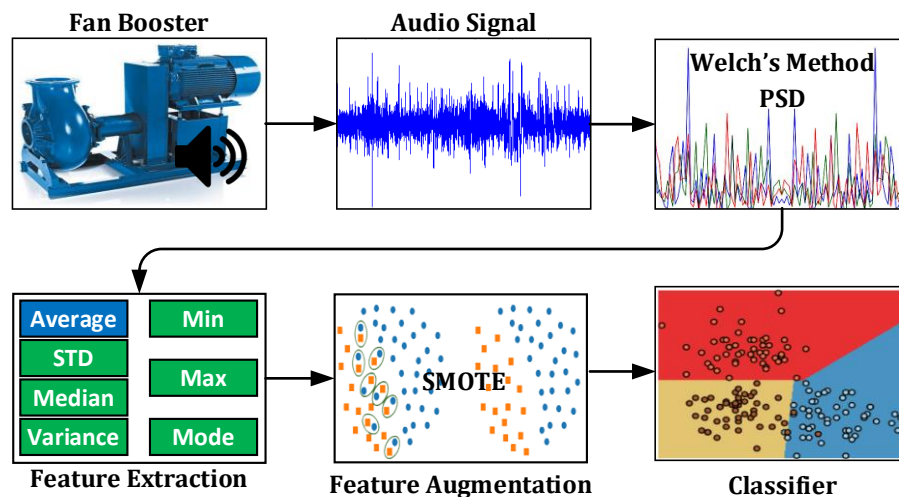 Fan Booster
Audio Signal
Welch's Method
PSD
Average
STD
Median
Variance
Min
Max
Mode
Feature Extraction
SMOTE
Feature Augmentation
Classifier